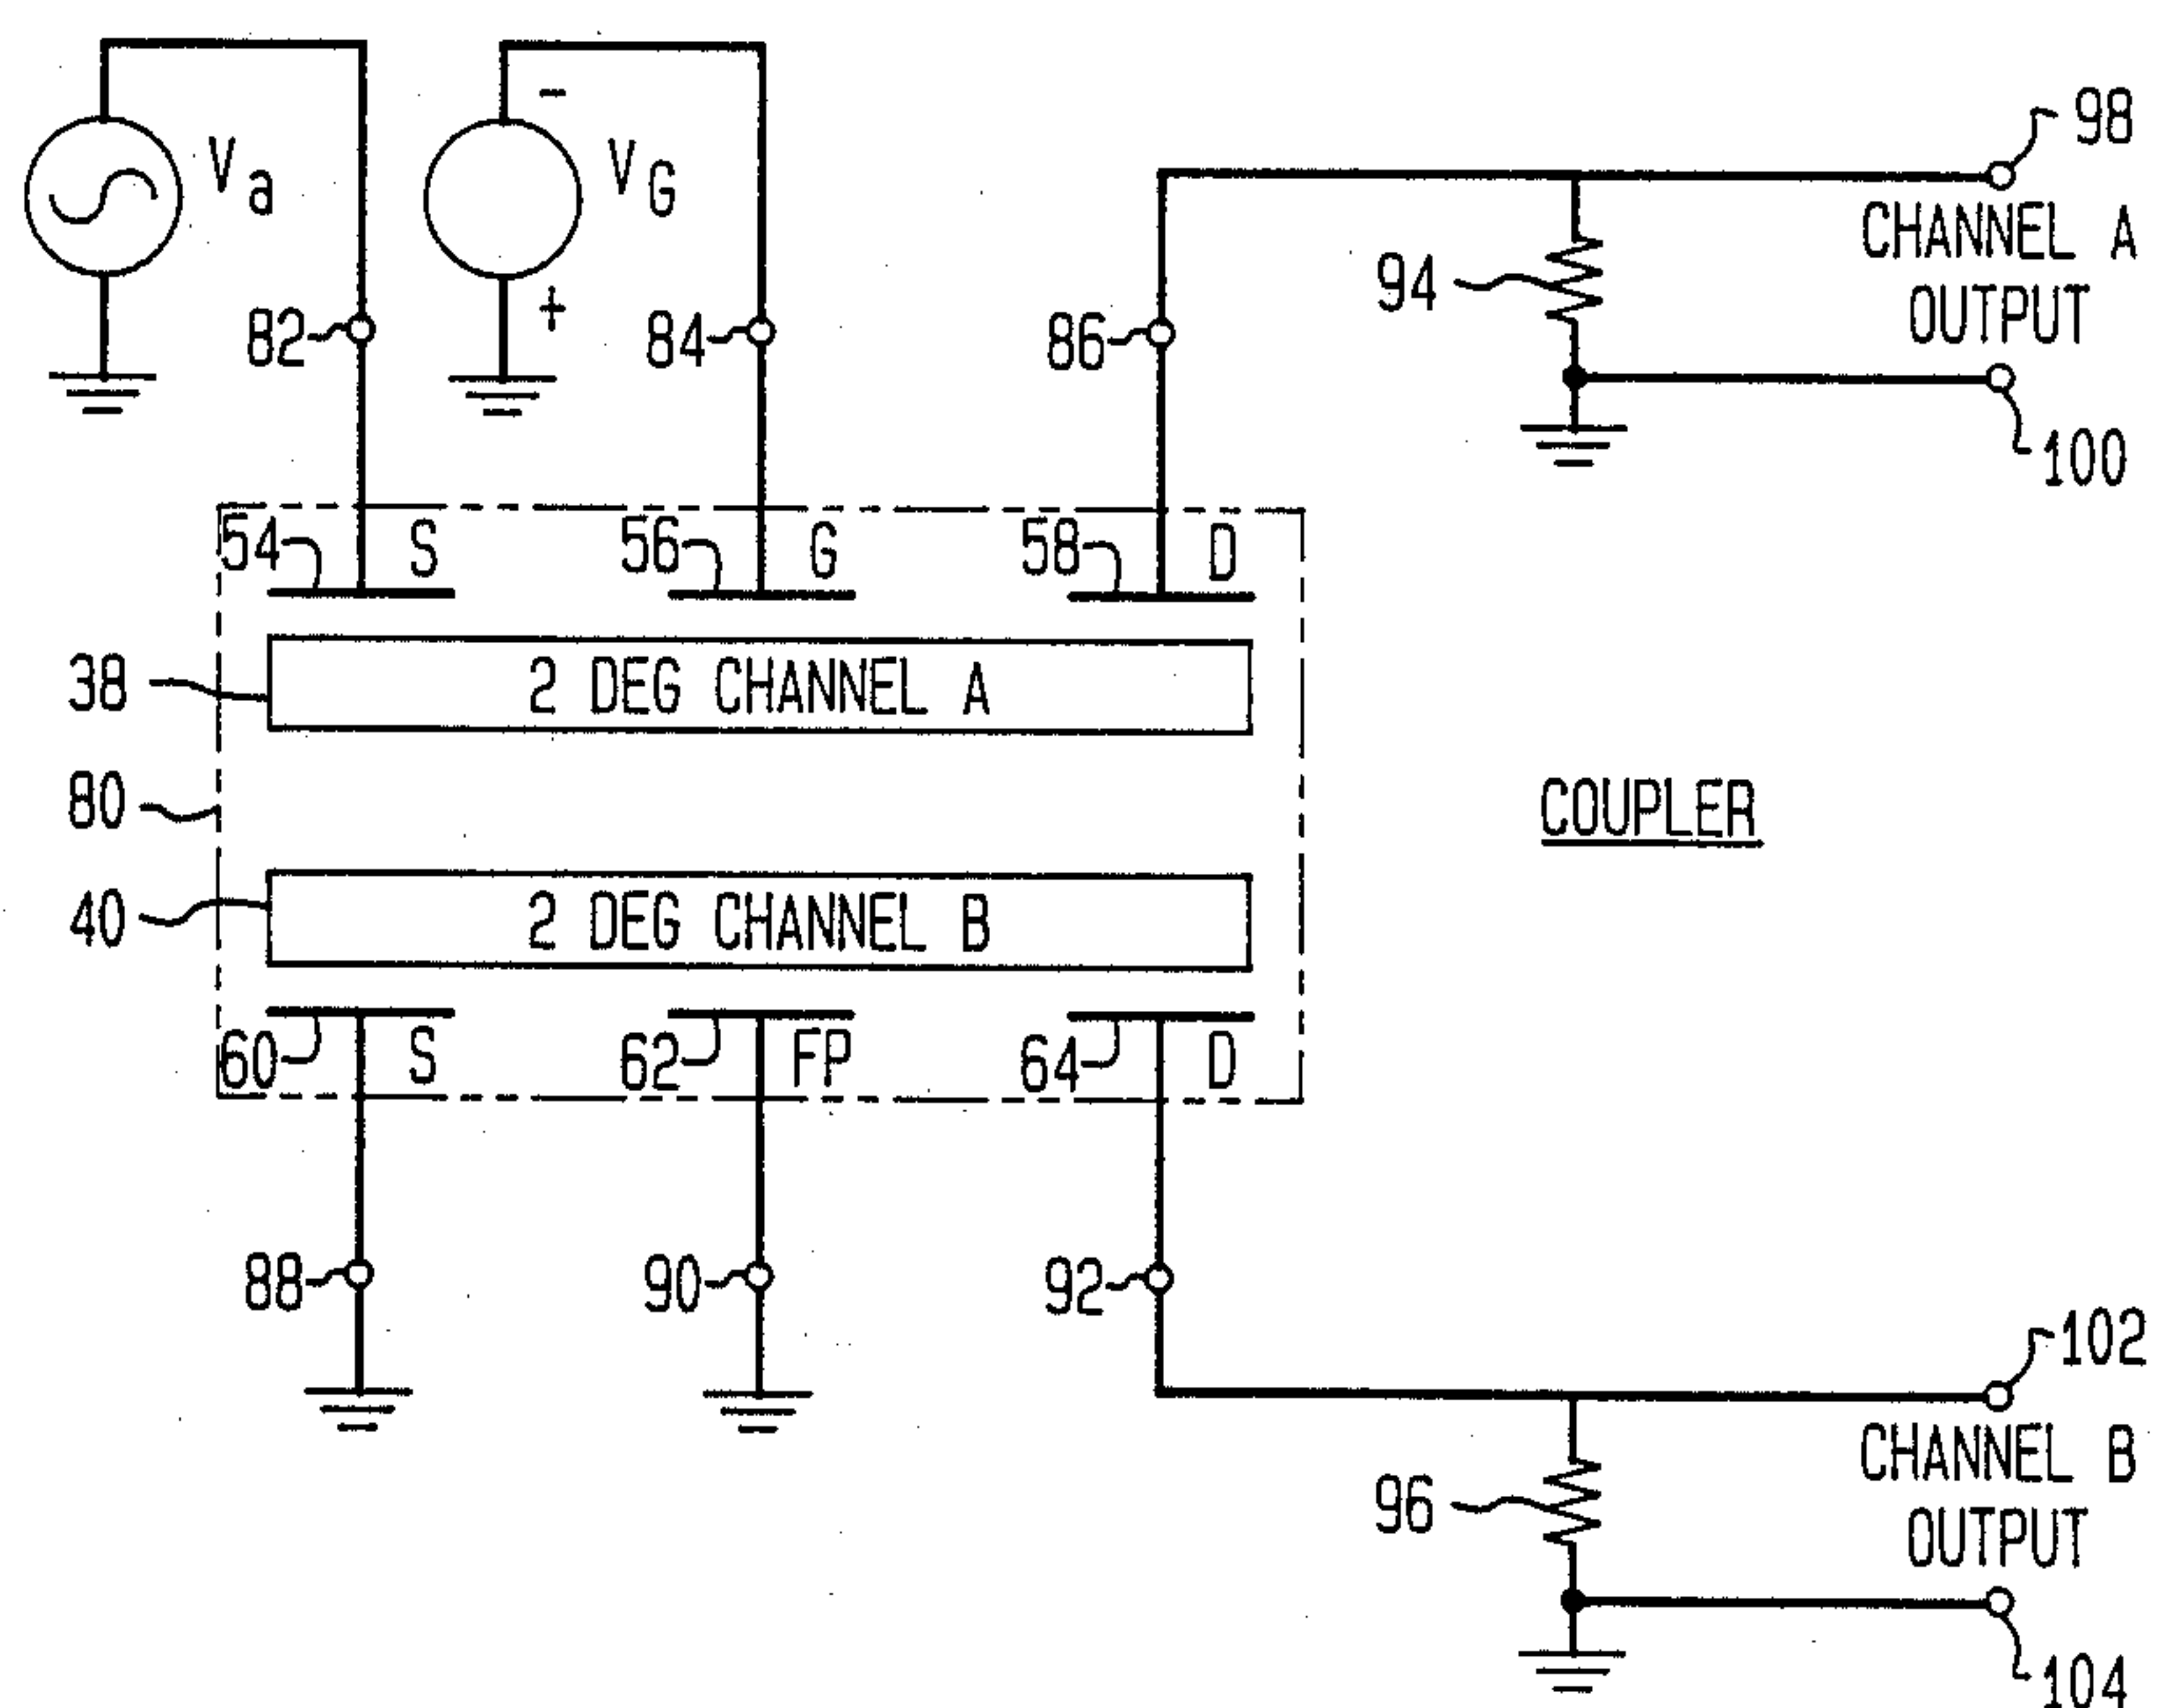 Va
-
VG
+
98
CHANNEL A
OUTPUT
94
82
84
86
100
54
S
56
G
58
D
38
2 DEG CHANNEL A
80
COUPLER
40
2 DEG CHANNEL B
60
S
62
FP
64
D
88
90
92
102
CHANNEL B
OUTPUT
96
104